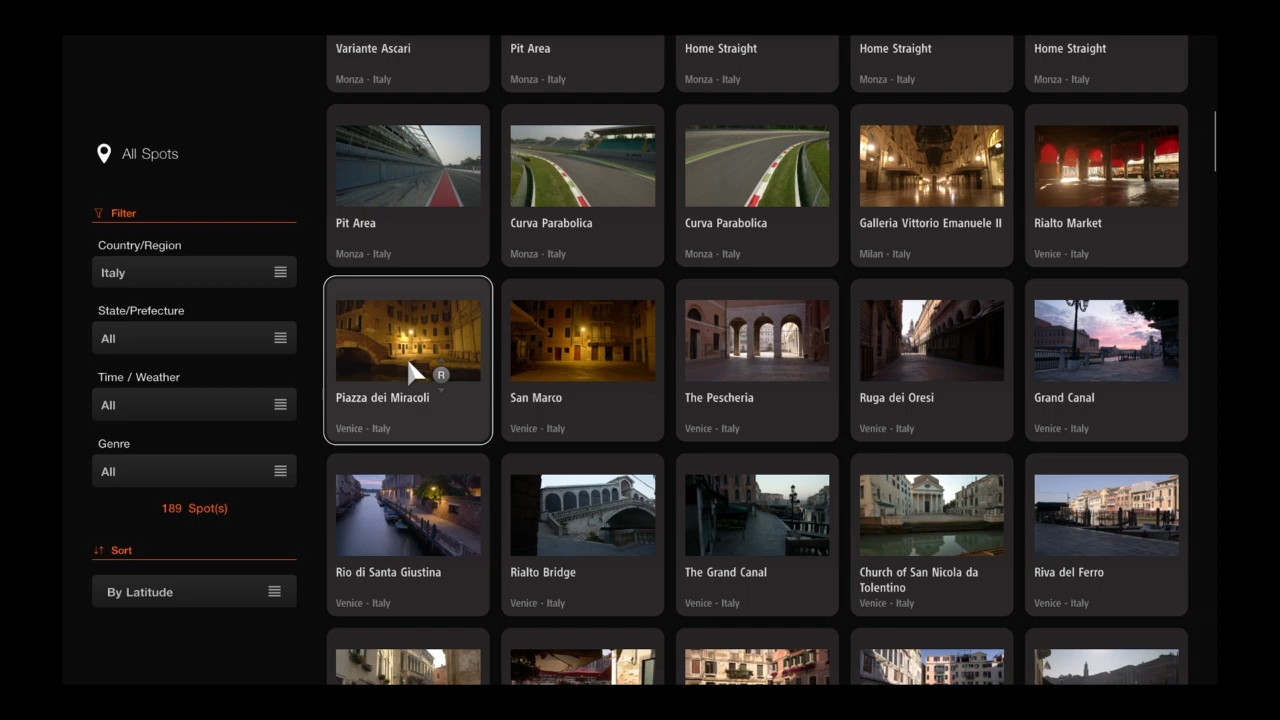 All Spots
Filter
Country/Region
Italy
State/Prefecture
All
Time / Weather
All
Genre
All
189 Spot(s)
Sort
By Latitude
Variante Ascari
Monza - Italy
Pit Area
Monza - Italy
Home Straight
Monza - Italy
Home Straight
Monza - Italy
Home Straight
Monza - Italy
Pit Area
Monza - Italy
Curva Parabolica
Monza - Italy
Curva Parabolica
Monza - Italy
Galleria Vittorio Emanuele II
Milan - Italy
Rialto Market
Venice - Italy
R
Piazza dei Miracoli
Venice - Italy
San Marco
Venice - Italy
The Pescheria
Venice - Italy
Ruga dei Oresi
Venice - Italy
Grand Canal
Venice - Italy
Rio di Santa Giustina
Venice - Italy
Rialto Bridge
Venice - Italy
The Grand Canal
Venice - Italy
Church of San Nicola da
Tolentino
Venice - Italy
Riva del Ferro
Venice - Italy